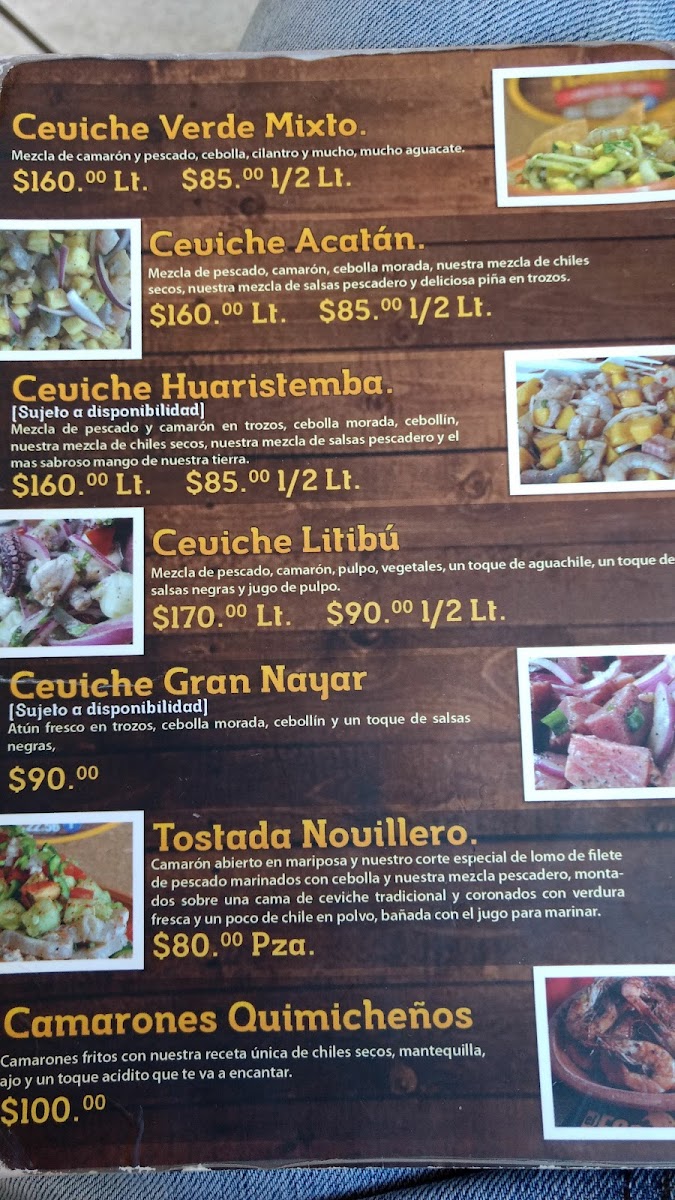 Ceviche Verde Mixto.
Mezcla de camarón y pescado, cebolla, cilantro y mucho, mucho aguacate.
$160.00 Lt. $85.00 1/2 Lt.
Ceviche Acatán.
Mezcla de pescado, camarón, cebolla morada, nuestra mezcla de chiles
secos, nuestra mezcla de salsas pescadero y deliciosa piña en trozos.
$160.00 Lt. $85.00 1/2 Lt.
Ceviche Huaristemba.
[Sujeto a disponibilidad]
Mezcla de pescado y camarón en trozos, cebolla morada, cebollín,
nuestra mezcla de chiles secos, nuestra mezcla de salsas pescadero y el
mas sabroso mango de nuestra tierra.
$160.00 Lt. $85.00 1/2 Lt.
Ceviche Litibú
Mezcla de pescado, camarón, pulpo, vegetales, un toque de aguachile, un toque de
salsas negras y jugo de pulpo.
$170.00 Lt. $90.00 1/2 Lt.
Ceviche Gran Nayar
[Sujeto a disponibilidad]
Atún fresco en trozos, cebolla morada, cebollín y un toque de salsas
negras,
$90.00
Tostada Novillero.
Camarón abierto en mariposa y nuestro corte especial de lomo de filete
de pescado marinados con cebolla y nuestra mezcla pescadero, monta-
dos sobre una cama de ceviche tradicional y coronados con verdura
fresca y un poco de chile en polvo, bañada con el jugo para marinar.
$80.00 Pza.
Camarones Quimicheños
Camarones fritos con nuestra receta única de chiles secos, mantequilla,
ajo y un toque acidito que te va a encantar.
$100.00